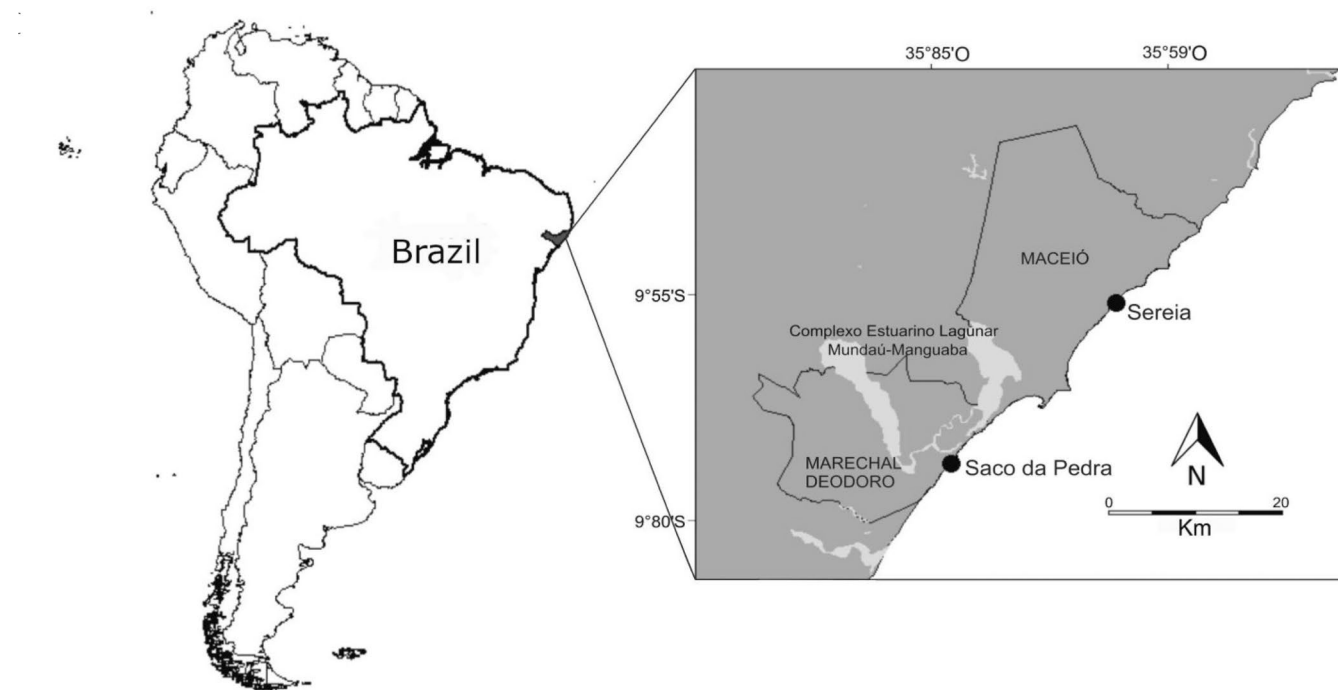 35°85'O
35°59'O
Brazil
MACEIÓ
9°55'S
Sereia
Complexo Estuarino Lagunar
Mundaú-Manguaba
MARECHAL
DEODORO
Saco da Pedra
N
9°80'S
0
20
Km